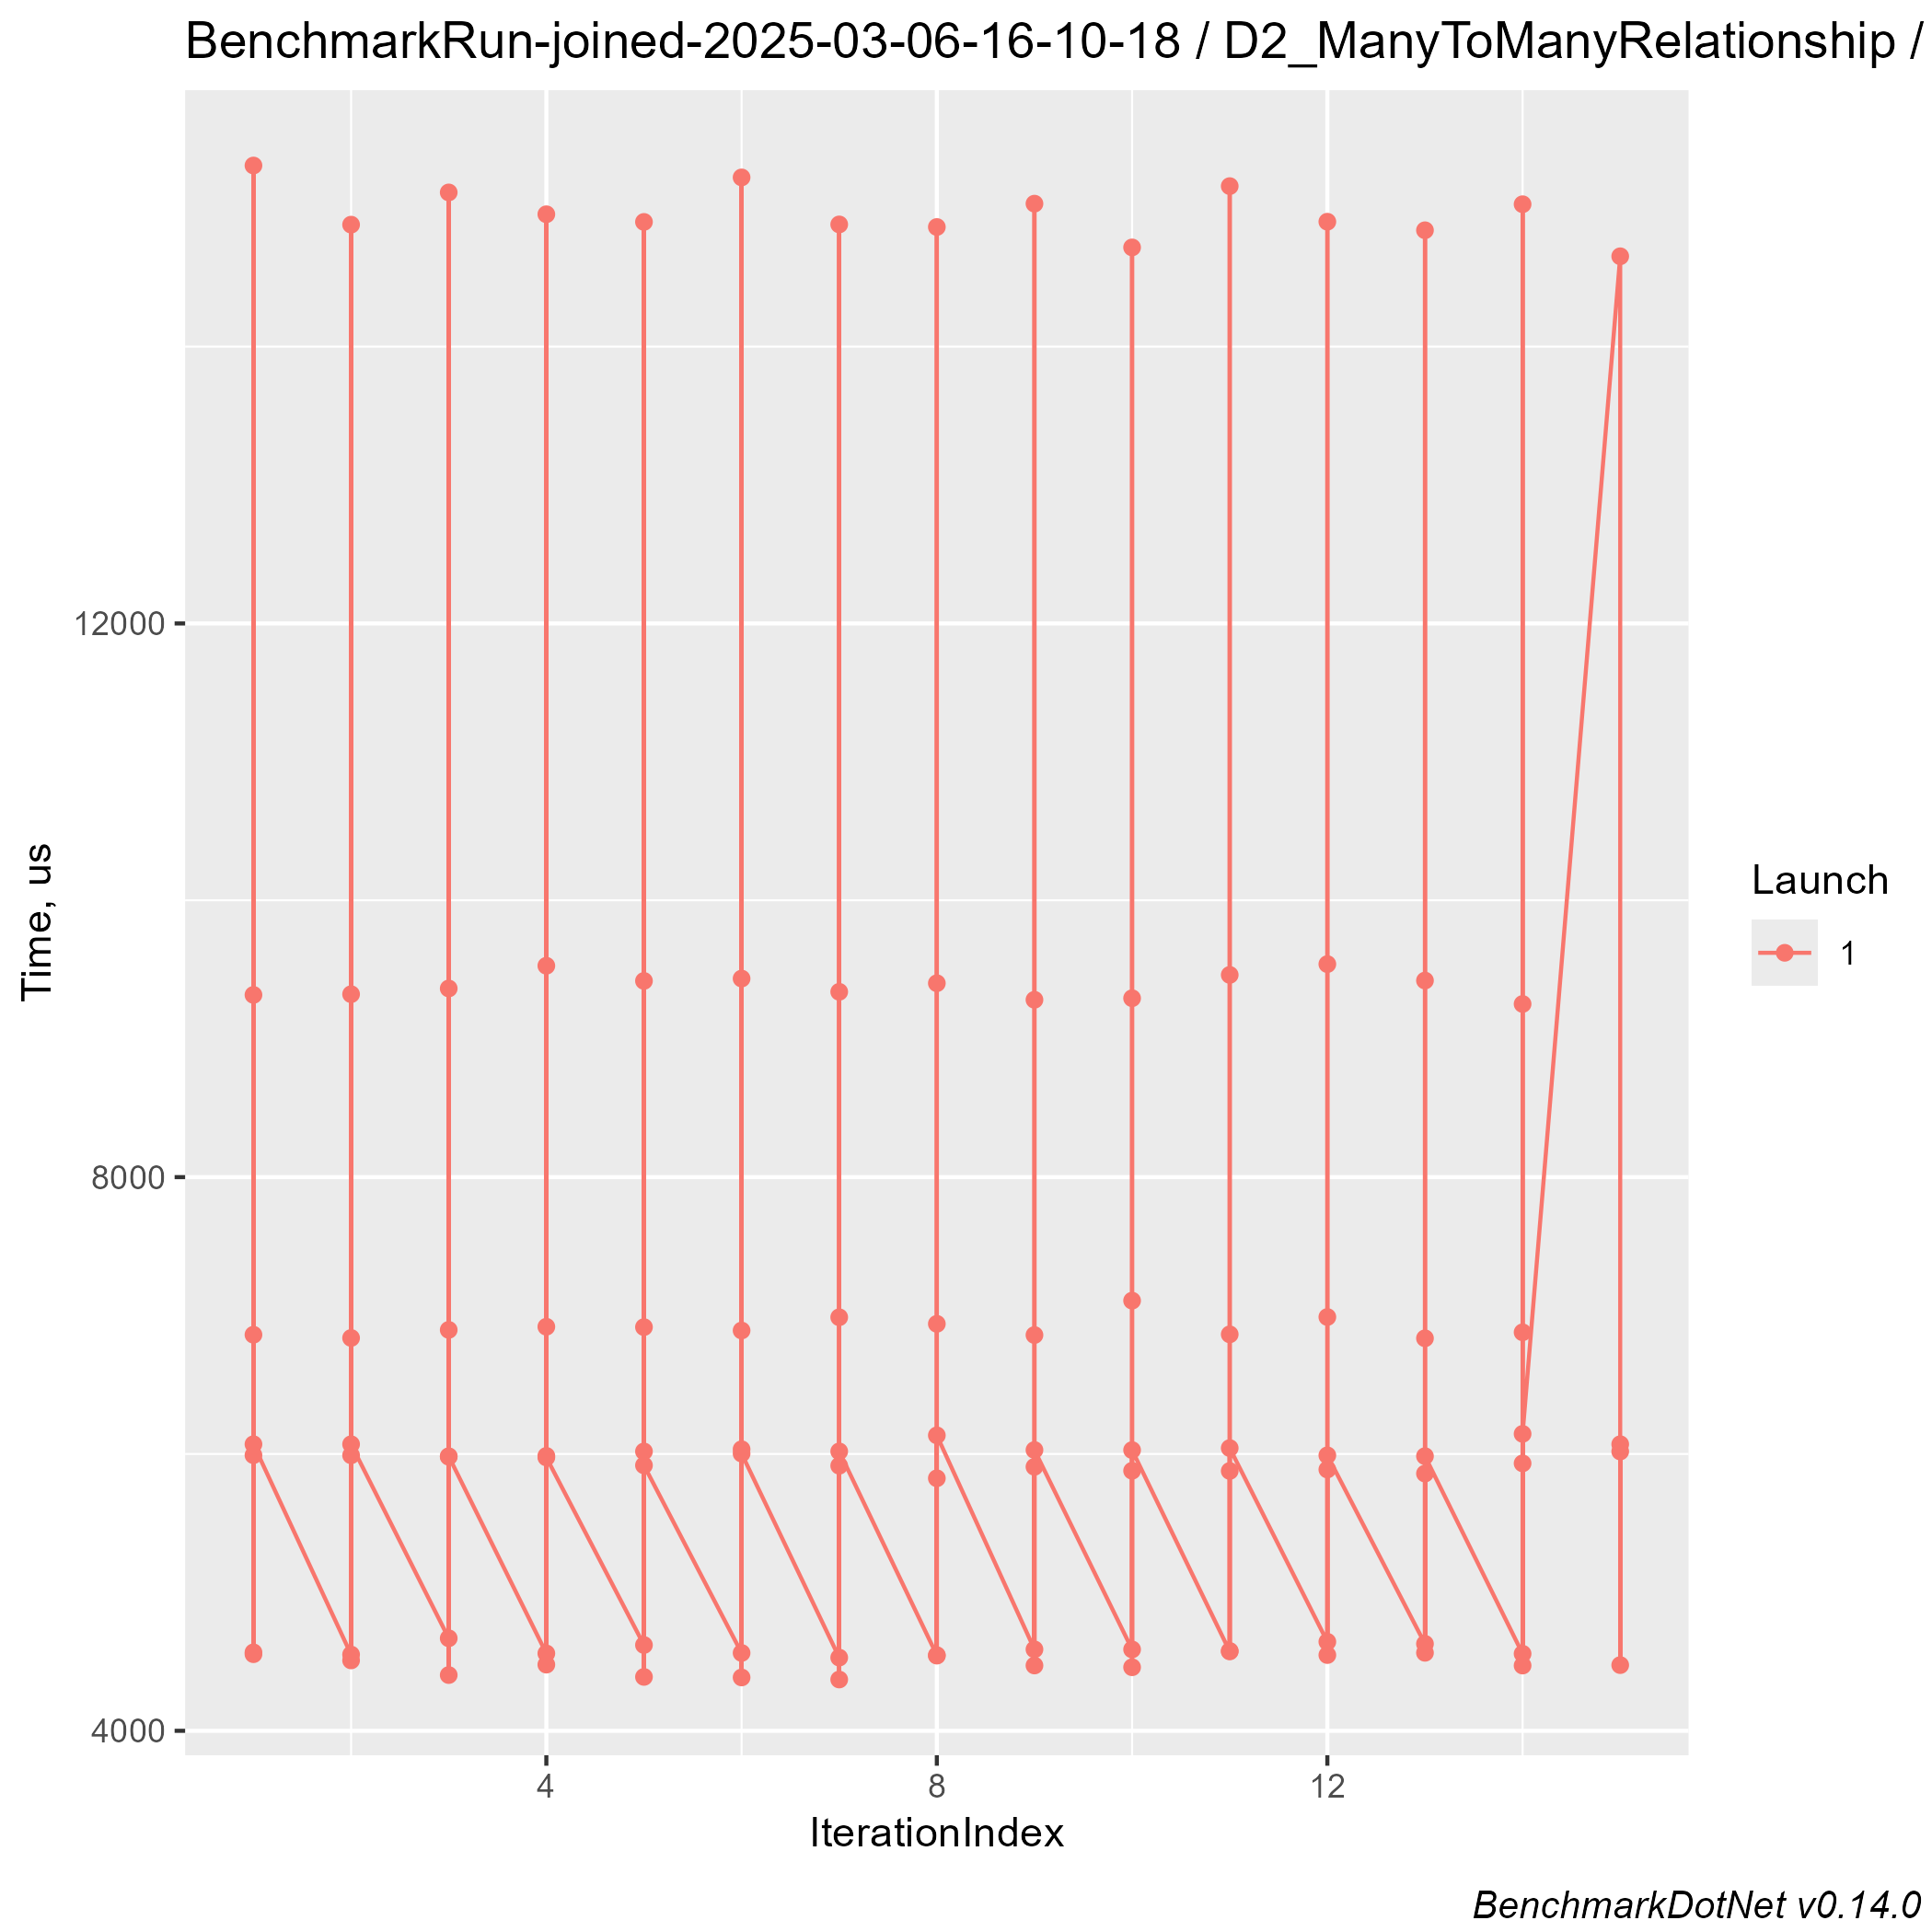 BenchmarkRun-joined-2025-03-06-16-10-18 / D2_ManyToManyRelationship /
12000
8000
4000
Time, us
4
8
12
IterationIndex
Launch
1
BenchmarkDotNet v0.14.0